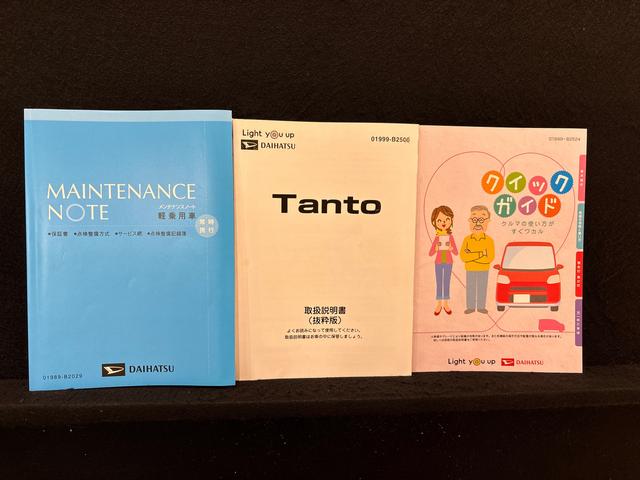 MAINTENANCE
NOTE
メンテナンスノート
軽乗用車
常時
携行
●保証書 ●点検整備方式 ●サービス網 ●点検整備記録簿
01989-B2029
DAIHATSU
Light you up
DAIHATSU
01999-B2500
Tanto
取扱説明書
（抜粋版）
よくお読みになって使用してください。
取扱説明書はお車の中に保管しましょう。
01989-B2524
クイック
ガイド
クルマの使い方が
すぐワカル
Light you up
DAIHATSU